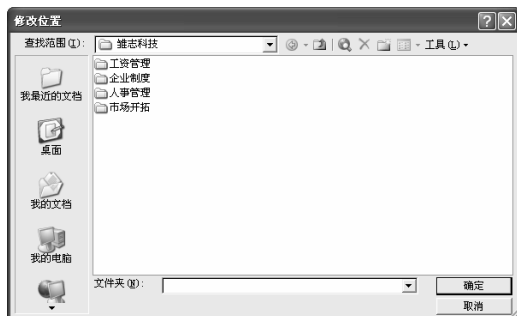 修改位置
查找范围(I):
雏志科技
工具(L)
工资管理
企业制度
人事管理
市场开拓
我最近的文档
桌面
我的文档
我的电脑
文件夹(N):
确定
取消